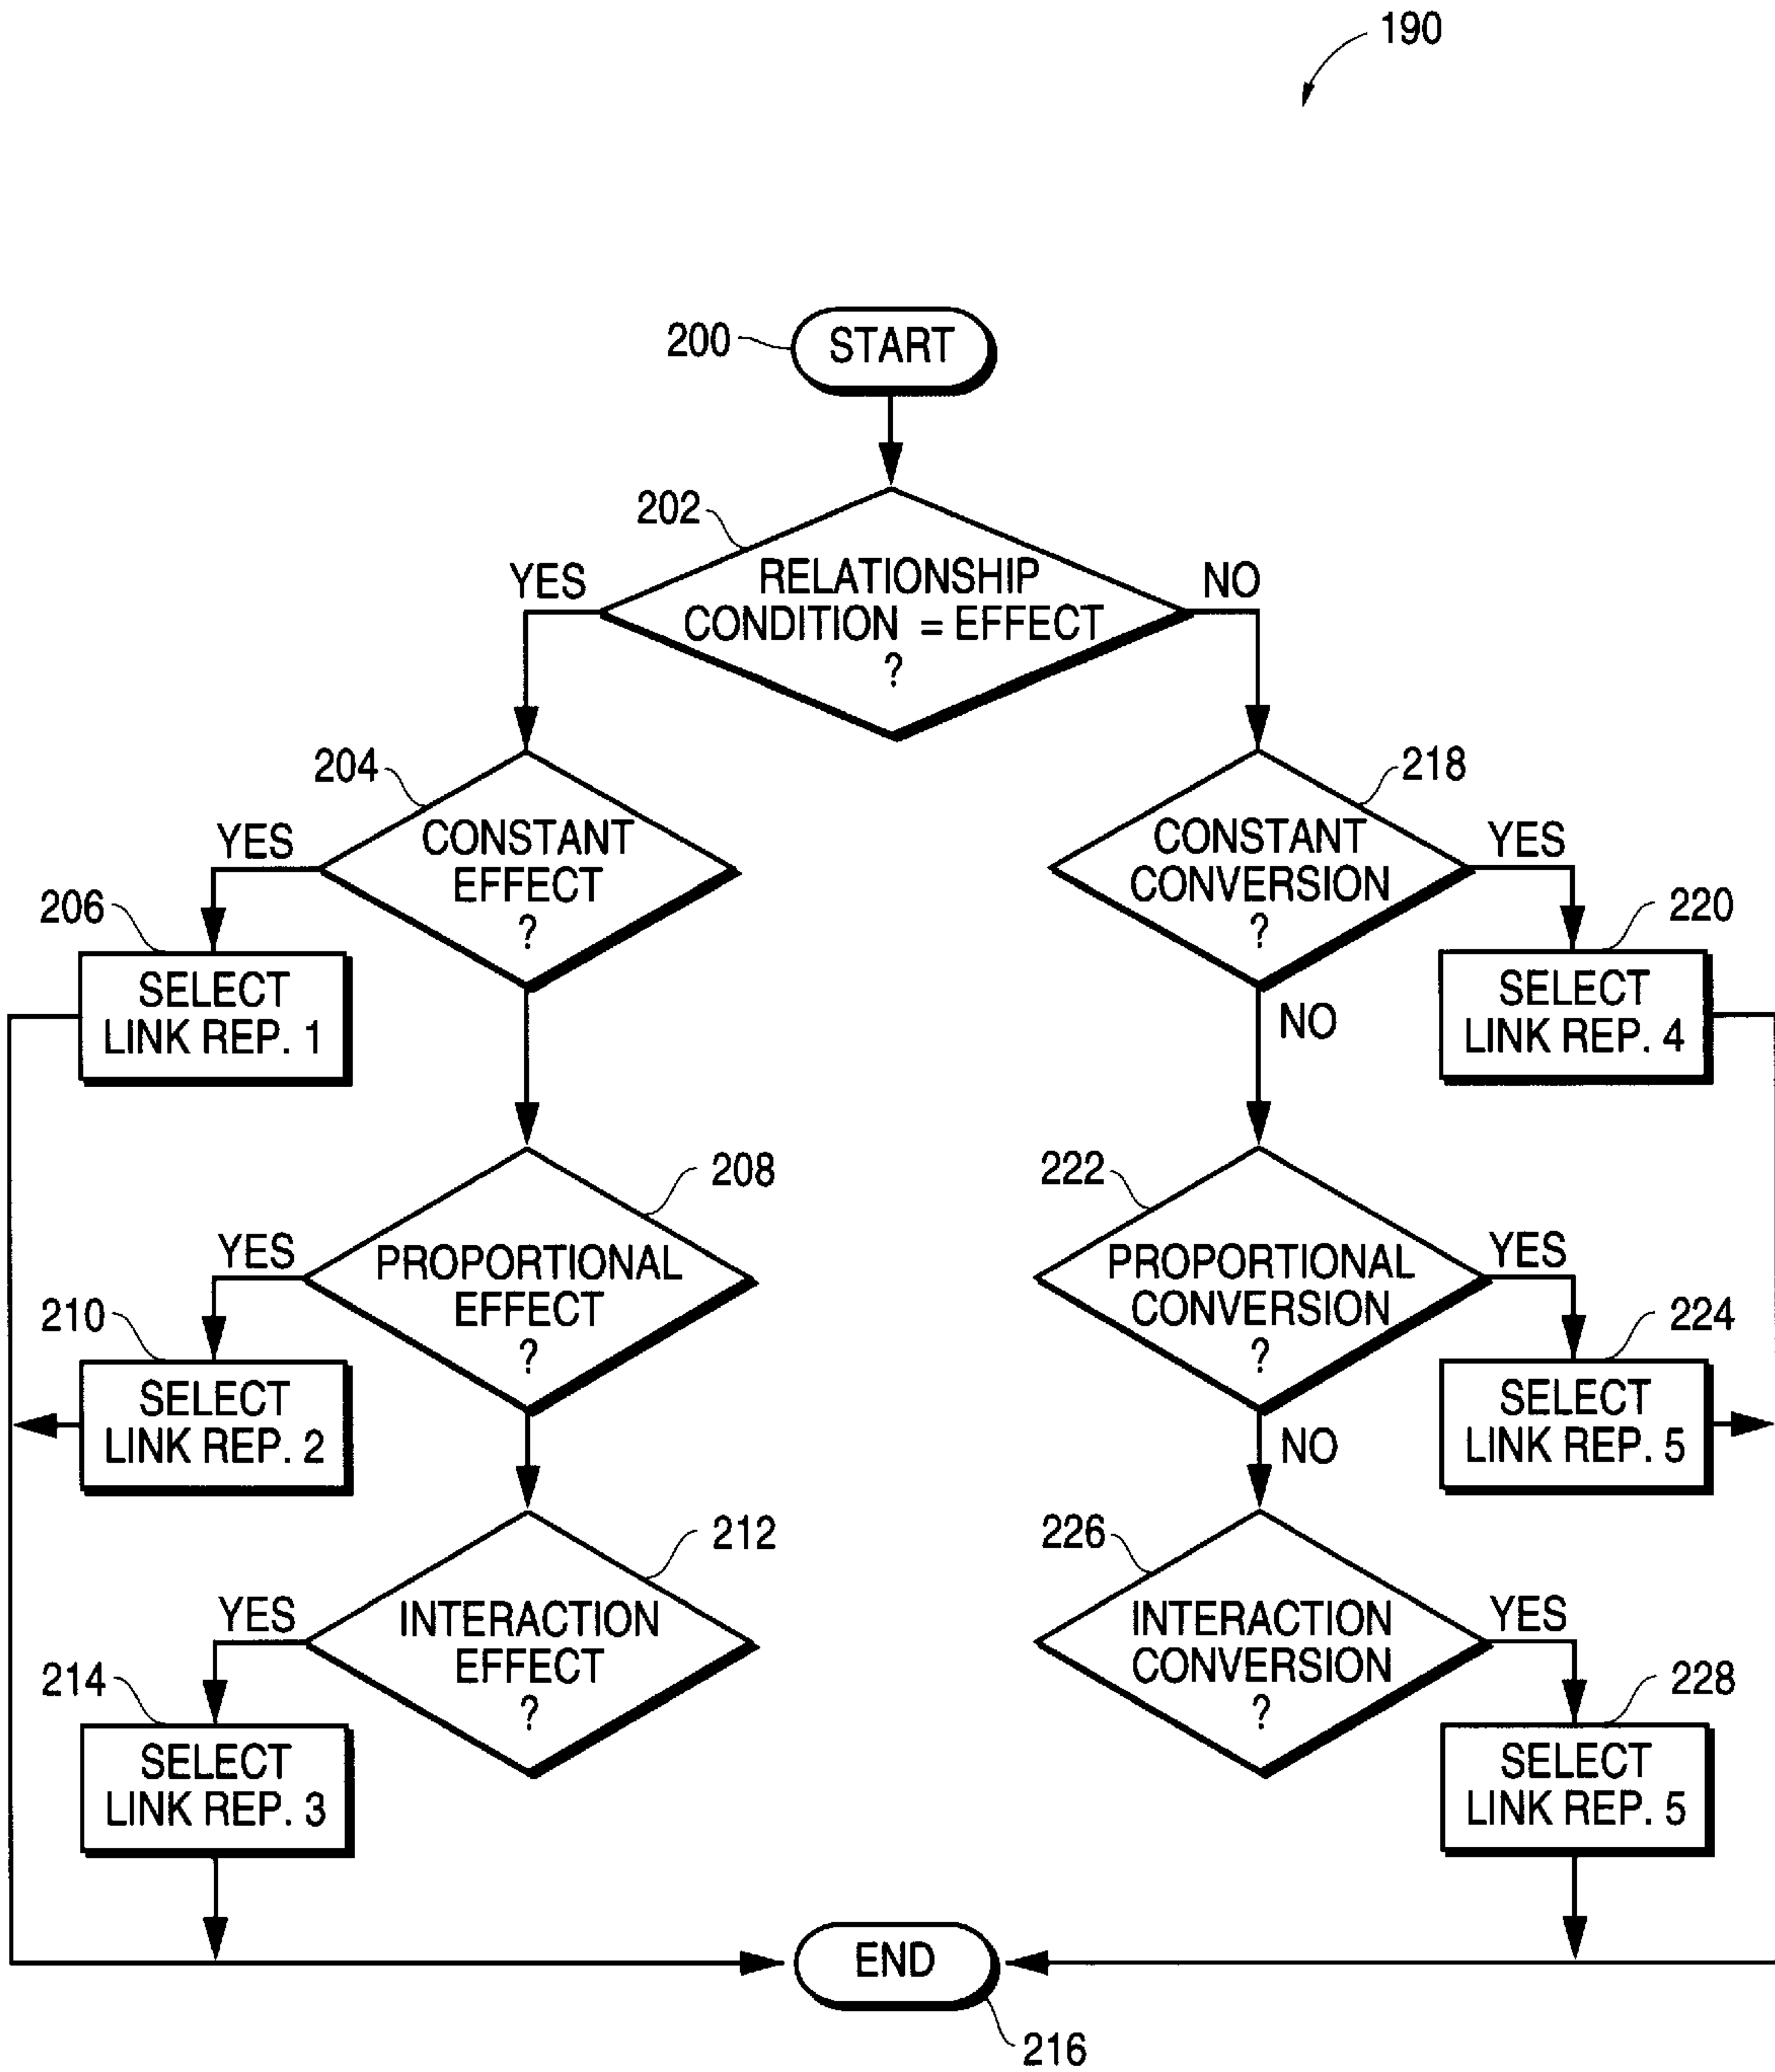 190
200
START
202
RELATIONSHIP
CONDITION = EFFECT
?
YES
NO
204
CONSTANT
EFFECT
?
YES
218
CONSTANT
CONVERSION
?
YES
NO
206
SELECT
LINK REP. 1
220
SELECT
LINK REP. 4
208
PROPORTIONAL
EFFECT
?
YES
222
PROPORTIONAL
CONVERSION
?
YES
NO
210
SELECT
LINK REP. 2
224
SELECT
LINK REP. 5
212
INTERACTION
EFFECT
?
YES
226
INTERACTION
CONVERSION
?
YES
214
SELECT
LINK REP. 3
228
SELECT
LINK REP. 5
END
216